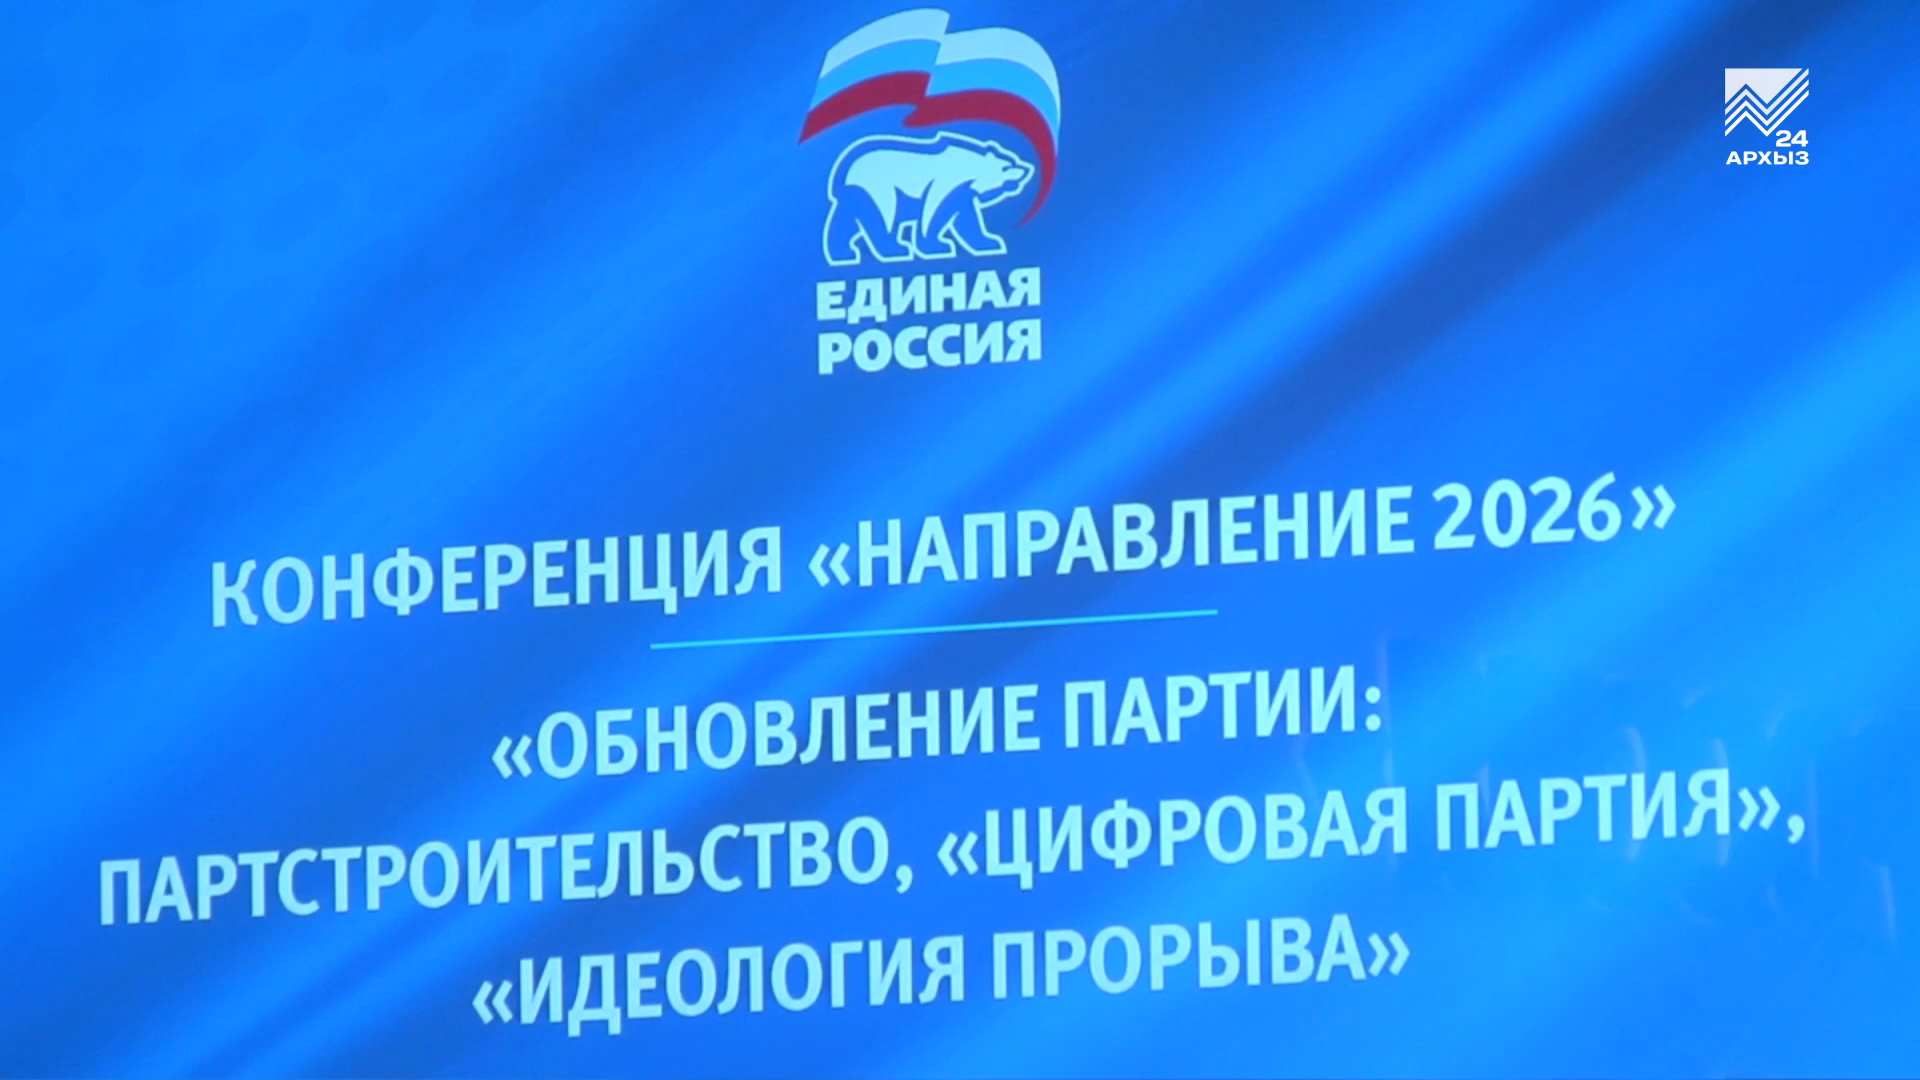 24
АРХЫЗ
ЕДИНАЯ
РОССИЯ
КОНФЕРЕНЦИЯ «НАПРАВЛЕНИЕ 2026»
«ОБНОВЛЕНИЕ ПАРТИИ:
ПАРТСТРОИТЕЛЬСТВО, «ЦИФРОВАЯ ПАРТИЯ»,
«ИДЕОЛОГИЯ ПРОРЫВА»